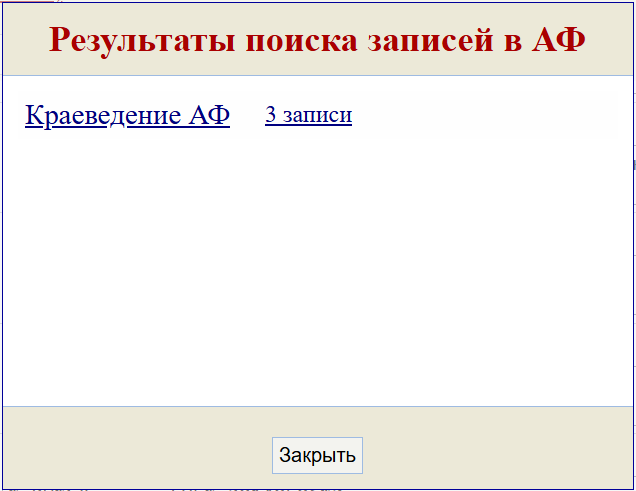 Результаты поиска записей в АФ
Краеведение АФ 3 записи
Закрыть